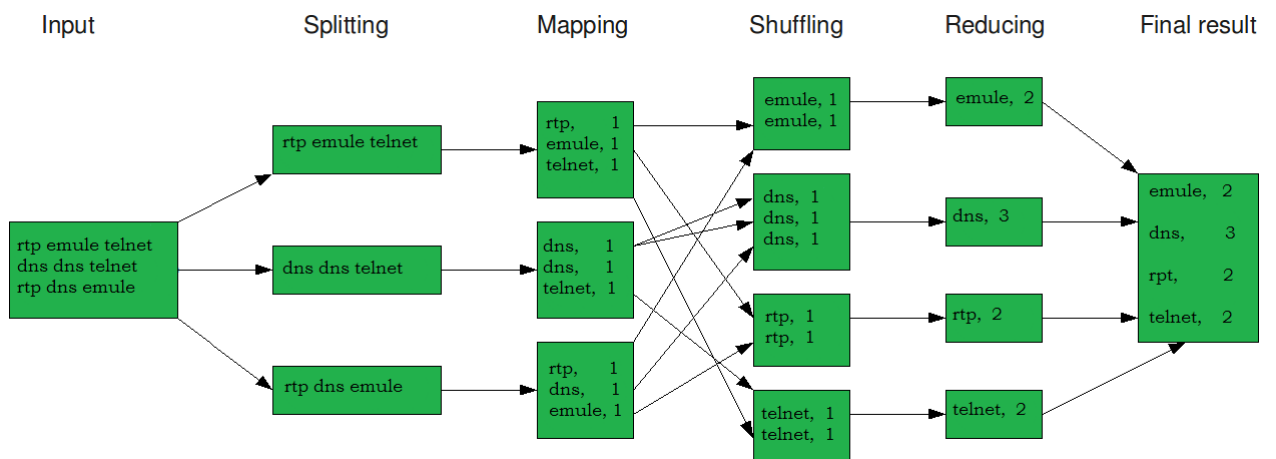 Input
Splitting
Mapping
Shuffling
Reducing
Final result
rtp emule telnet
dns dns telnet
rtp dns emule
rtp emule telnet
dns dns telnet
rtp dns emule
rtp, 1
emule, 1
telnet, 1
dns, 1
dns, 1
telnet, 1
rtp, 1
dns, 1
emule, 1
emule, 1
emule, 1
dns, 1
dns, 1
dns, 1
rtp, 1
rtp, 1
telnet, 1
telnet, 1
emule, 2
dns, 3
rtp, 2
telnet, 2
emule, 2
dns, 3
rpt, 2
telnet, 2